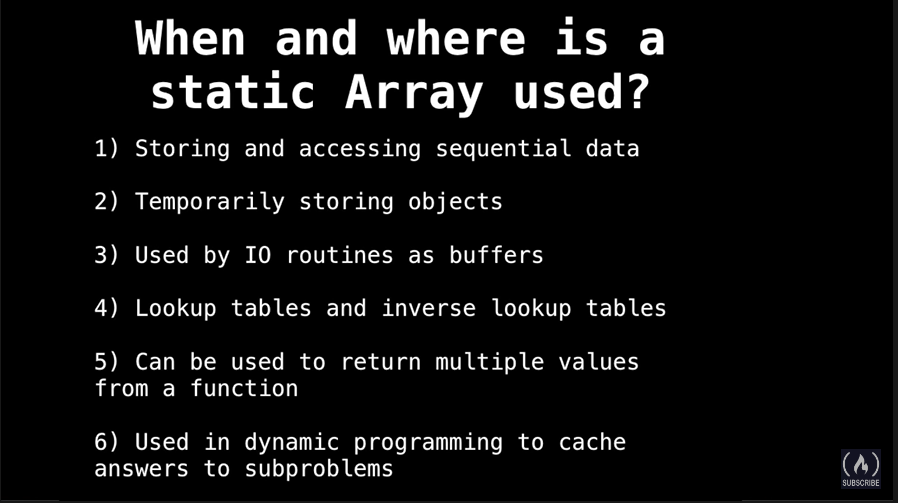 When and where is a
static Array used?
1) Storing and accessing sequential data
2) Temporarily storing objects
3) Used by IO routines as buffers
4) Lookup tables and inverse lookup tables
5) Can be used to return multiple values
from a function
6) Used in dynamic programming to cache
answers to subproblems
SUBSCRIBE